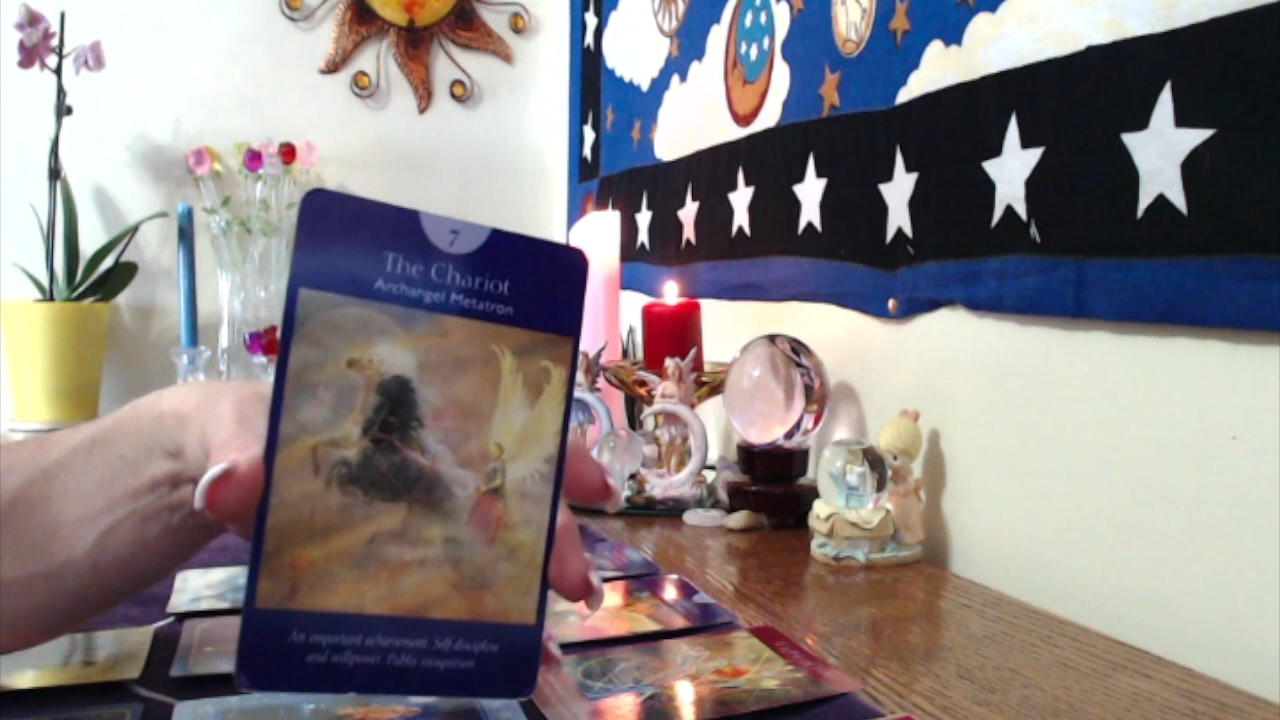 7
The Chariot
Archangel Metatron
An important achievement. Self-discipline
and willpower. Public recognition